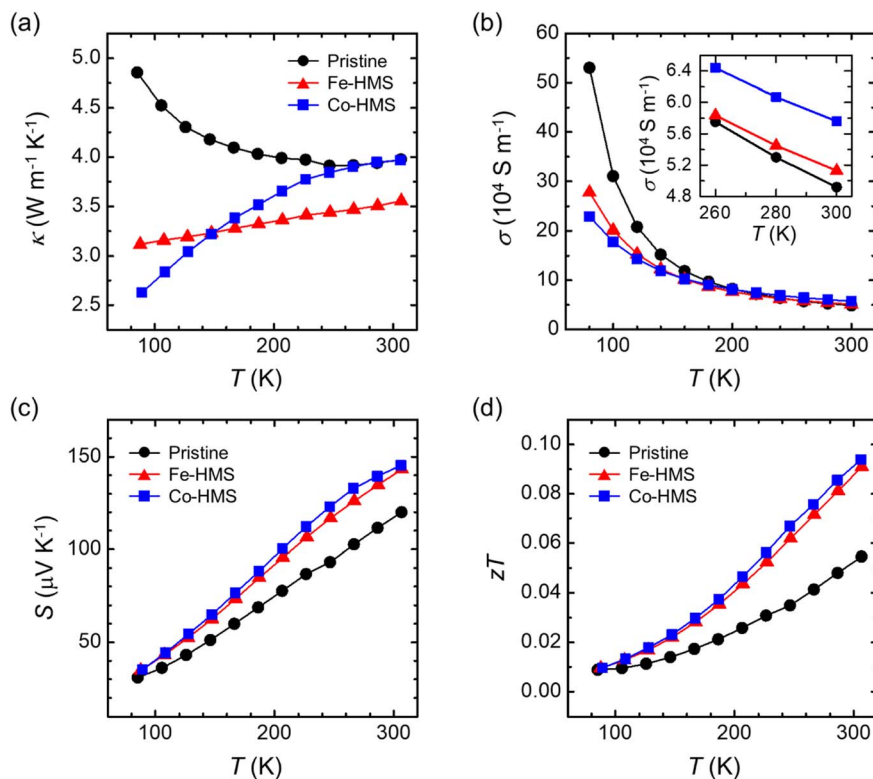 (a)
5.0
4.5
4.0
3.5
3.0
2.5
κ (W m⁻¹ K⁻¹)
Pristine
Fe-HMS
Co-HMS
100
200
300
T (K)
(b)
60
50
40
30
20
10
0
σ (10⁴ S m⁻¹)
6.4
6.0
5.6
5.2
4.8
σ (10⁴ S m⁻¹)
260
280
300
T (K)
100
150
200
250
300
T (K)
(c)
150
100
50
S (μV K⁻¹)
Pristine
Fe-HMS
Co-HMS
100
200
300
T (K)
(d)
0.10
0.08
0.06
0.04
0.02
0.00
zT
Pristine
Fe-HMS
Co-HMS
100
200
300
T (K)